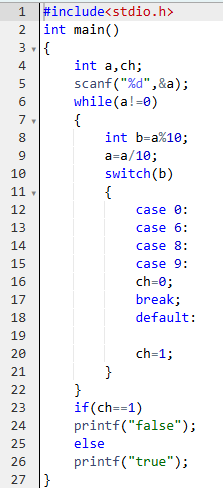 1 #include<stdio.h>
2 int main()
3 {
4 int a,ch;
5 scanf("%d",&a);
6 while(a!=0)
7 {
8 int b=a%10;
9 a=a/10;
10 switch(b)
11 {
12 case 0:
13 case 6:
14 case 8:
15 case 9:
16 ch=0;
17 break;
18 default:
19
20 ch=1;
21 }
22 }
23 if(ch==1)
24 printf("false");
25 else
26 printf("true");
27 }